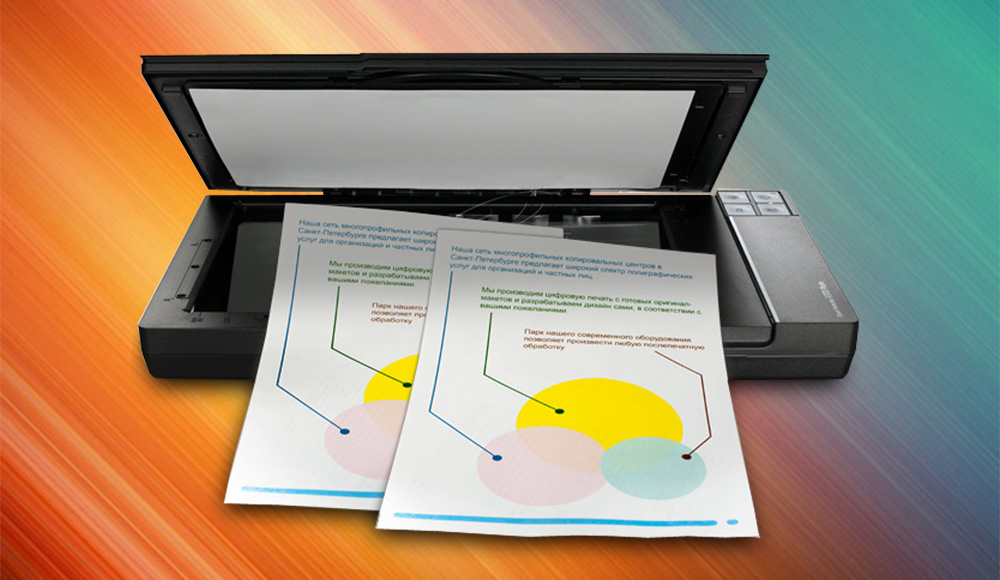 Наша сеть многопрофильных копировал
Санкт-Петербурге предлагает широки
услуг для организаций и частных лиц
Мы производим цифровую
макетов и разрабатываем
вашими пожеланиями.
Парк нашего
позволяет про
обработку
Наша сеть многопрофильных копировальных центров в
Санкт-Петербурге предлагает широкий спектр полиграфических
услуг для организаций и частных лиц.
Мы производим цифровую печать с готовых оригинал-
макетов и разрабатываем дизайн сами, в соответствии с
вашими пожеланиями.
Парк нашего современного оборудования
позволяет произвести любую послепечатную
обработку